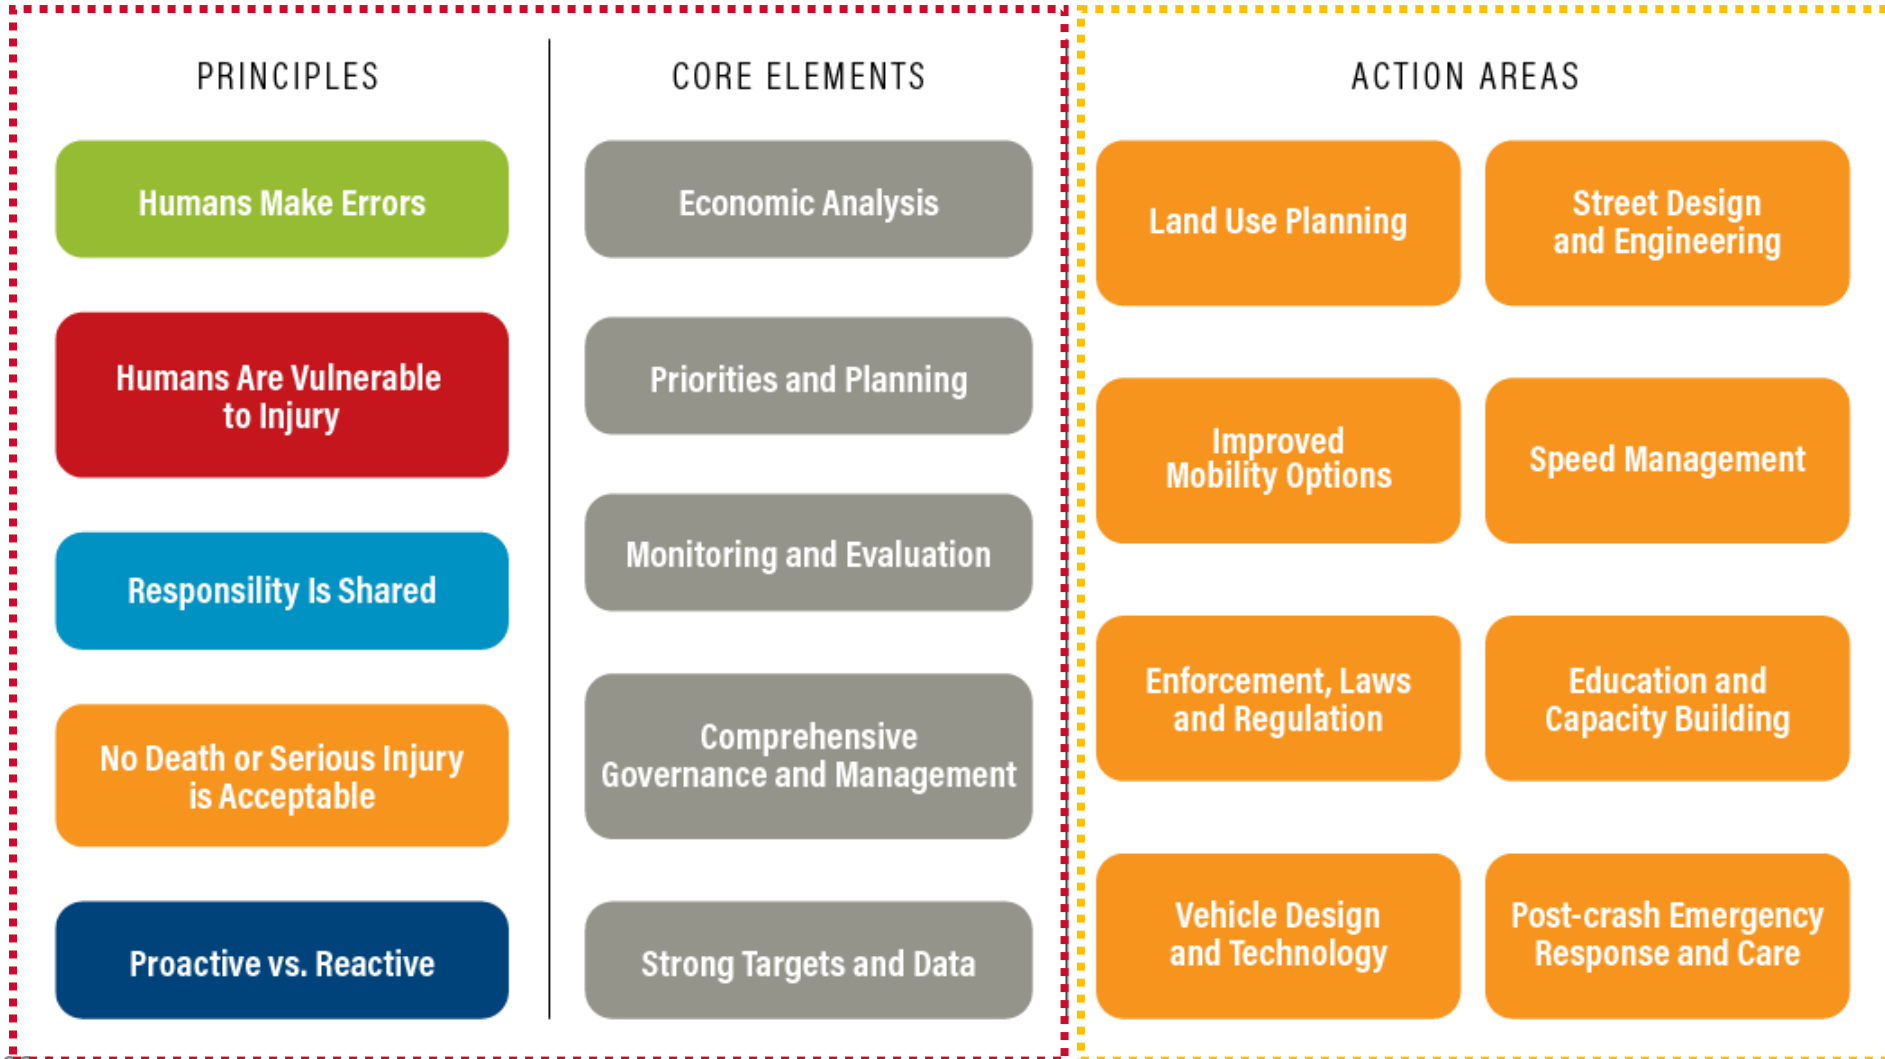 PRINCIPLES
Humans Make Errors
Humans Are Vulnerable
to Injury
Responsility Is Shared
No Death or Serious Injury
is Acceptable
Proactive vs. Reactive
CORE ELEMENTS
Economic Analysis
Priorities and Planning
Monitoring and Evaluation
Comprehensive
Governance and Management
Strong Targets and Data
ACTION AREAS
Land Use Planning
Street Design
and Engineering
Improved
Mobility Options
Speed Management
Enforcement, Laws
and Regulation
Education and
Capacity Building
Vehicle Design
and Technology
Post-crash Emergency
Response and Care